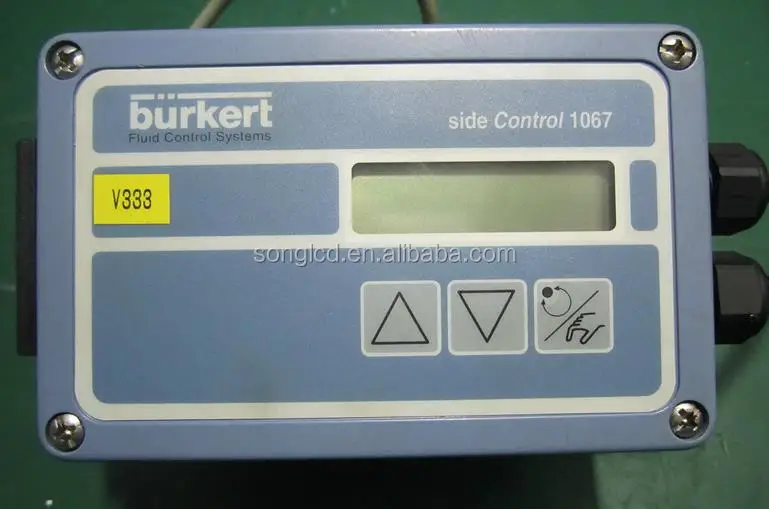 bürkert
Fluid Control Systems
side Control 1067
V333
songlcd.en.alibaba.com